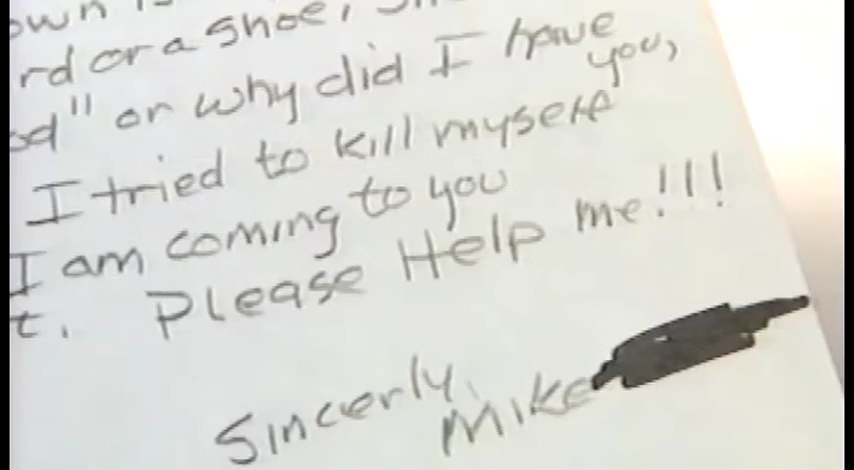 own
rd or a shoe,
od" or why did I have
you,
I tried to kill myself
I am coming to you
t. Please Help me!!!
Sincerly,
Mike